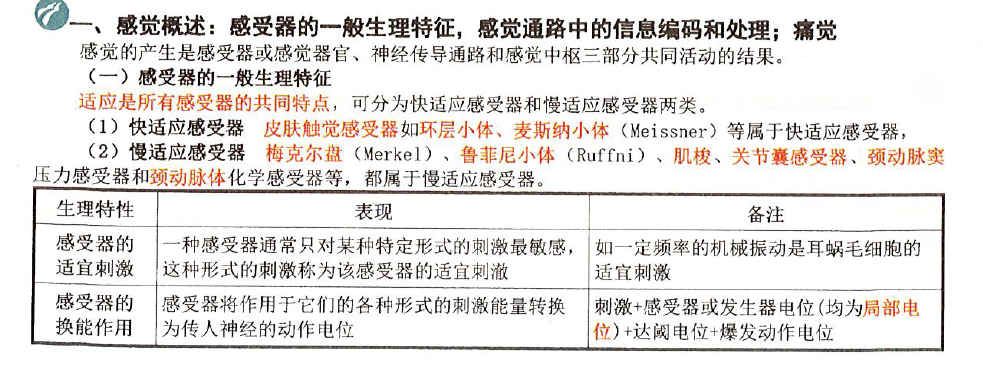 一、感觉概述：感受器的一般生理特征，感觉通路中的信息编码和处理；痛觉
感觉的产生是感受器或感觉器官、神经传导通路和感觉中枢三部分共同活动的结果。
（一）感受器的一般生理特征
适应是所有感受器的共同特点，可分为快适应感受器和慢适应感受器两类。
（1）快适应感受器 皮肤触觉感受器如环层小体、麦斯纳小体（Meissner）等属于快适应感受器，
（2）慢适应感受器 梅克尔盘（Merkel）、鲁菲尼小体（Ruffni）、肌梭、关节囊感受器、颈动脉窦
压力感受器和颈动脉体化学感受器等，都属于慢适应感受器。
生理特性 表现 备注
感受器的 一种感受器通常只对某种特定形式的刺激最敏感， 如一定频率的机械振动是耳蜗毛细胞的
适宜刺激 这种形式的刺激称为该感受器的适宜刺激 适宜刺激
感受器的 感受器将作用于它们的各种形式的刺激能量转换 刺激+感受器或发生器电位(均为局部电
换能作用 为传人神经的动作电位 位)+达阈电位+爆发动作电位